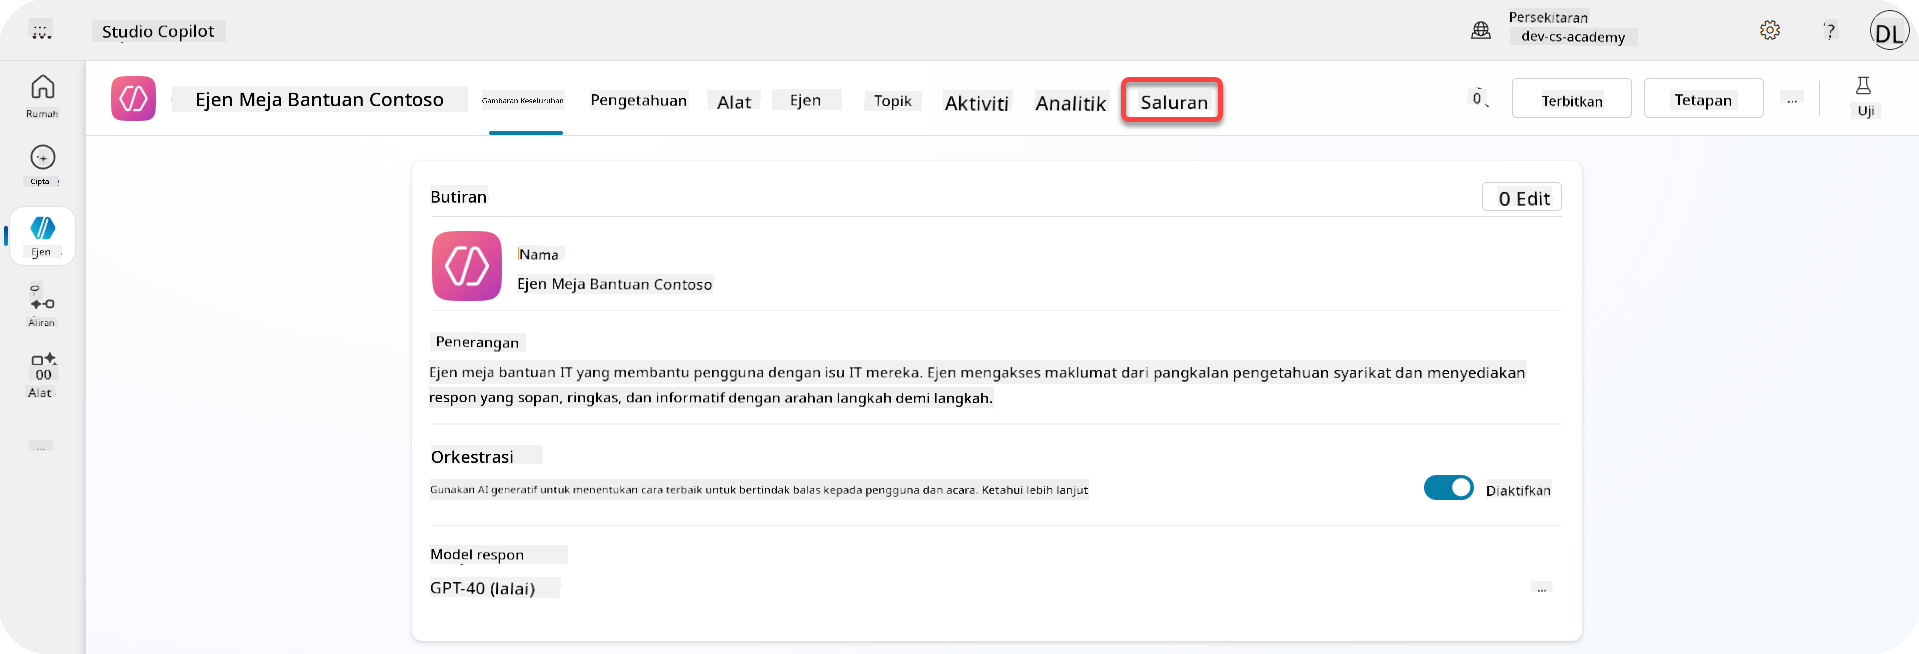 Studio Copilot
Persekitaran
dev-cs-academy
?
DL
Rumah
Cipta
Ejen
Aliran
00
Alat
...
Ejen Meja Bantuan Contoso
Gambaran Keseluruhan
Pengetahuan
Alat
Ejen
Topik
Aktiviti
Analitik
Saluran
0
Terbitkan
Tetapan
...
Uji
Butiran
0 Edit
Nama
Ejen Meja Bantuan Contoso
Penerangan
Ejen meja bantuan IT yang membantu pengguna dengan isu IT mereka. Ejen mengakses maklumat dari pangkalan pengetahuan syarikat dan menyediakan
respon yang sopan, ringkas, dan informatif dengan arahan langkah demi langkah.
Orkestrasi
Gunakan AI generatif untuk menentukan cara terbaik untuk bertindak balas kepada pengguna dan acara. Ketahui lebih lanjut
Diaktifkan
Model respon
GPT-40 (lalai)
...